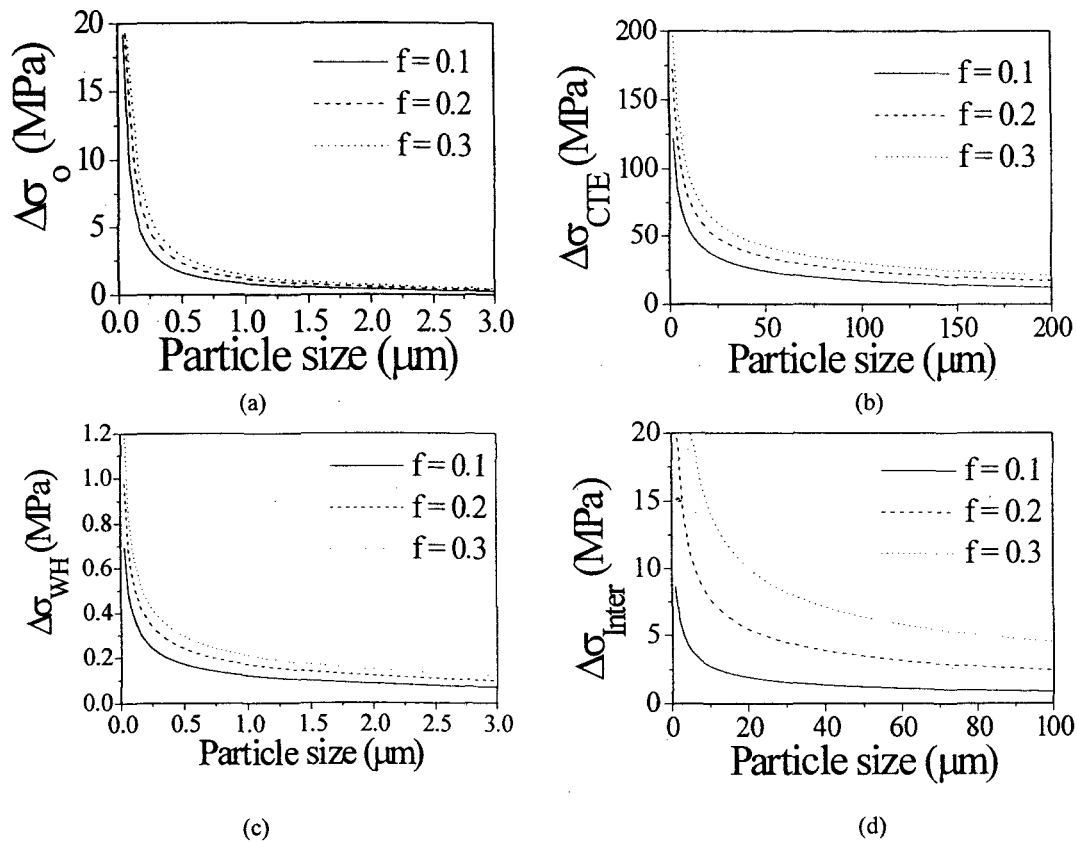 20
15
10
5
0
Δσo (MPa)
f = 0.1
f = 0.2
f = 0.3
0.0 0.5 1.0 1.5 2.0 2.5 3.0
Particle size (μm)
(a)
200
150
100
50
0
ΔσCTE (MPa)
f = 0.1
f = 0.2
f = 0.3
0 50 100 150 200
Particle size (μm)
(b)
1.2
1.0
0.8
0.6
0.4
0.2
0.0
ΔσWH (MPa)
f = 0.1
f = 0.2
f = 0.3
0.0 0.5 1.0 1.5 2.0 2.5 3.0
Particle size (μm)
(c)
20
15
10
5
0
ΔσInter (MPa)
f = 0.1
f = 0.2
f = 0.3
0 20 40 60 80 100
Particle size (μm)
(d)